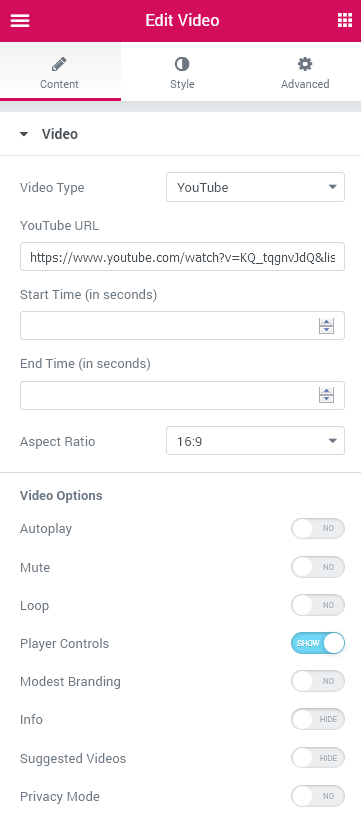 Edit Video
Content Style Advanced
Video
Video Type YouTube
YouTube URL
https://www.youtube.com/watch?v=KQ_tqgnvJdQ&lis
Start Time (in seconds)
End Time (in seconds)
Aspect Ratio 16:9
Video Options
Autoplay NO
Mute NO
Loop NO
Player Controls SHOW
Modest Branding NO
Info HIDE
Suggested Videos HIDE
Privacy Mode NO